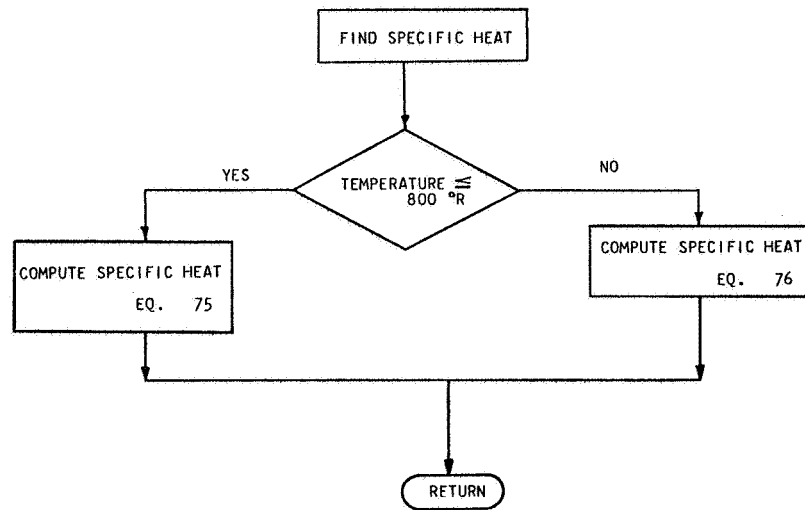 FIND SPECIFIC HEAT
TEMPERATURE ≤
800 °R
YES
NO
COMPUTE SPECIFIC HEAT
EQ. 75
COMPUTE SPECIFIC HEAT
EQ. 76
RETURN